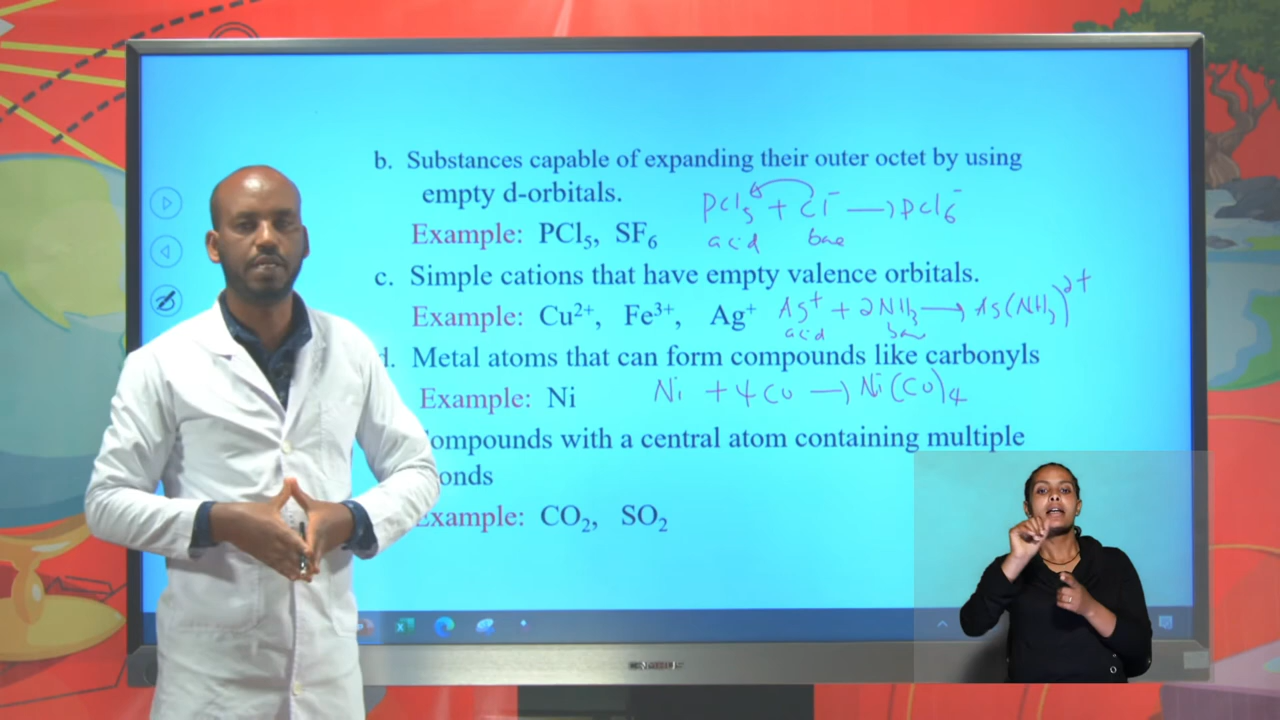 b. Substances capable of expanding their outer octet by using
empty d-orbitals.
PCl5 + Cl⁻ → PCl6⁻
Example: PCl₅, SF₆
acid base
c. Simple cations that have empty valence orbitals.
Example: Cu²⁺, Fe³⁺, Ag⁺ Ag⁺ + 2NH3 → Ag(NH3)²⁺
acid base
d. Metal atoms that can form compounds like carbonyls
Example: Ni Ni + 4CO → Ni(CO)4
ompounds with a central atom containing multiple
onds
Example: CO₂, SO₂